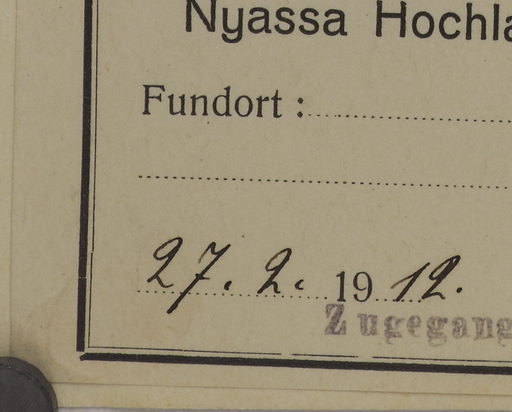 Nyassa Hochla
Fundort :
27. 2. 1912.
Zugegang